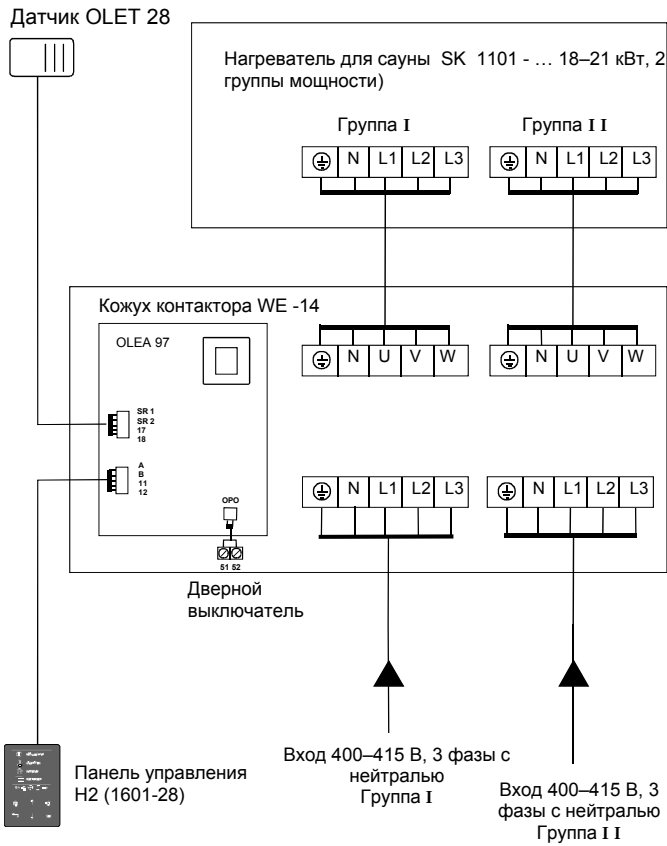 Датчик OLET 28
Нагреватель для сауны SK 1101 - … 18–21 кВт, 2
группы мощности)
Группа I
Группа I I
N L1 L2 L3
N L1 L2 L3
Кожух контактора WE -14
OLEA 97
N U V W
N U V W
SR 1
SR 2
17
18
A
B
11
12
N L1 L2 L3
N L1 L2 L3
OPO
51 52
Дверной
выключатель
Панель управления
H2 (1601-28)
Вход 400–415 В, 3 фазы с
нейтралью
Группа I
Вход 400–415 В, 3
фазы с нейтралью
Группа I I